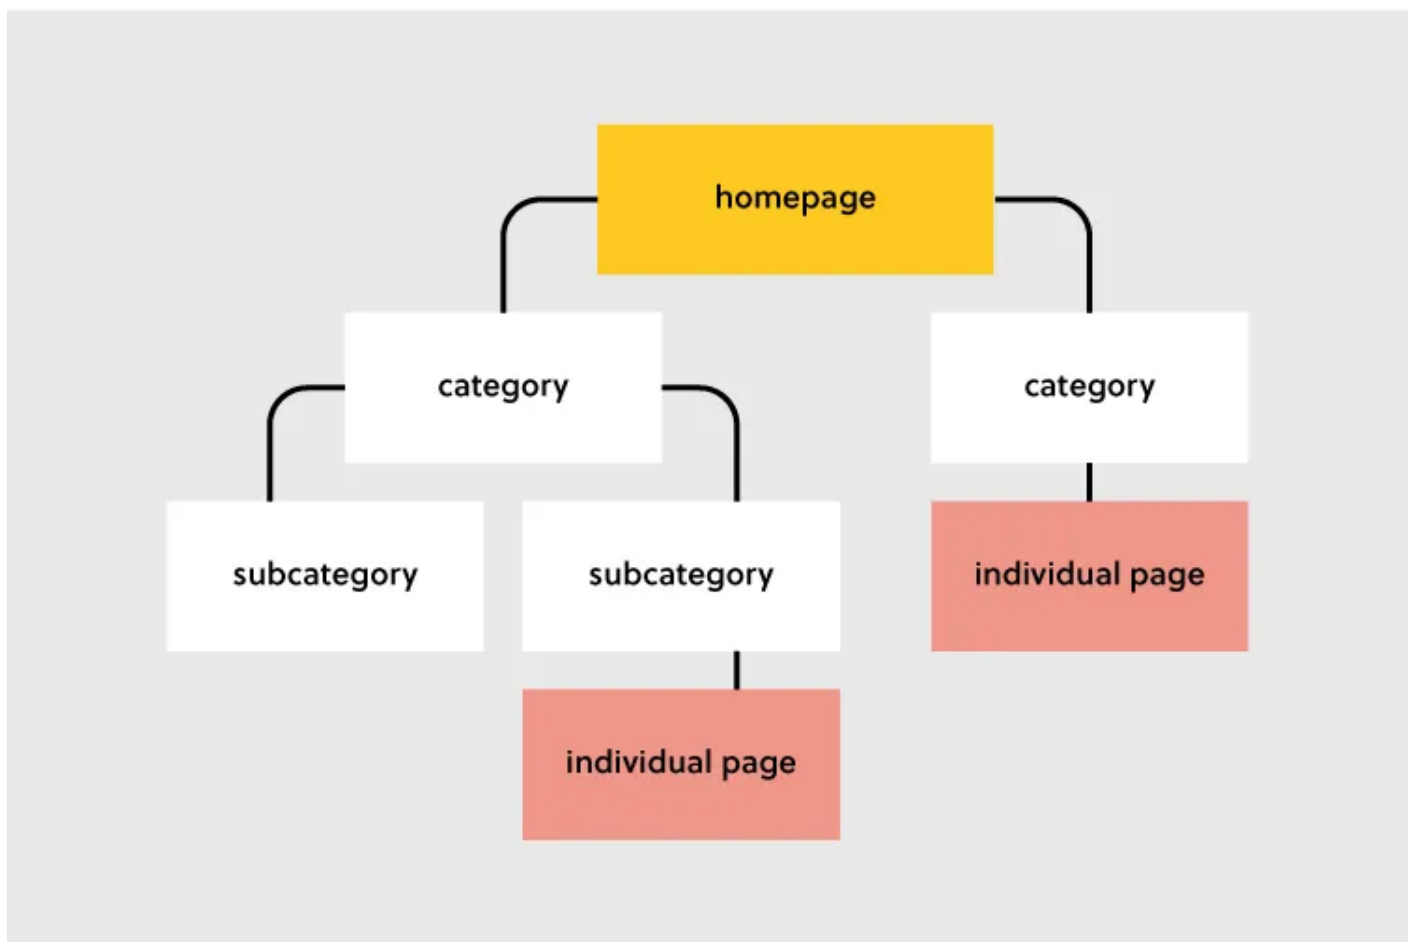 homepage
category
category
subcategory
subcategory
individual page
individual page